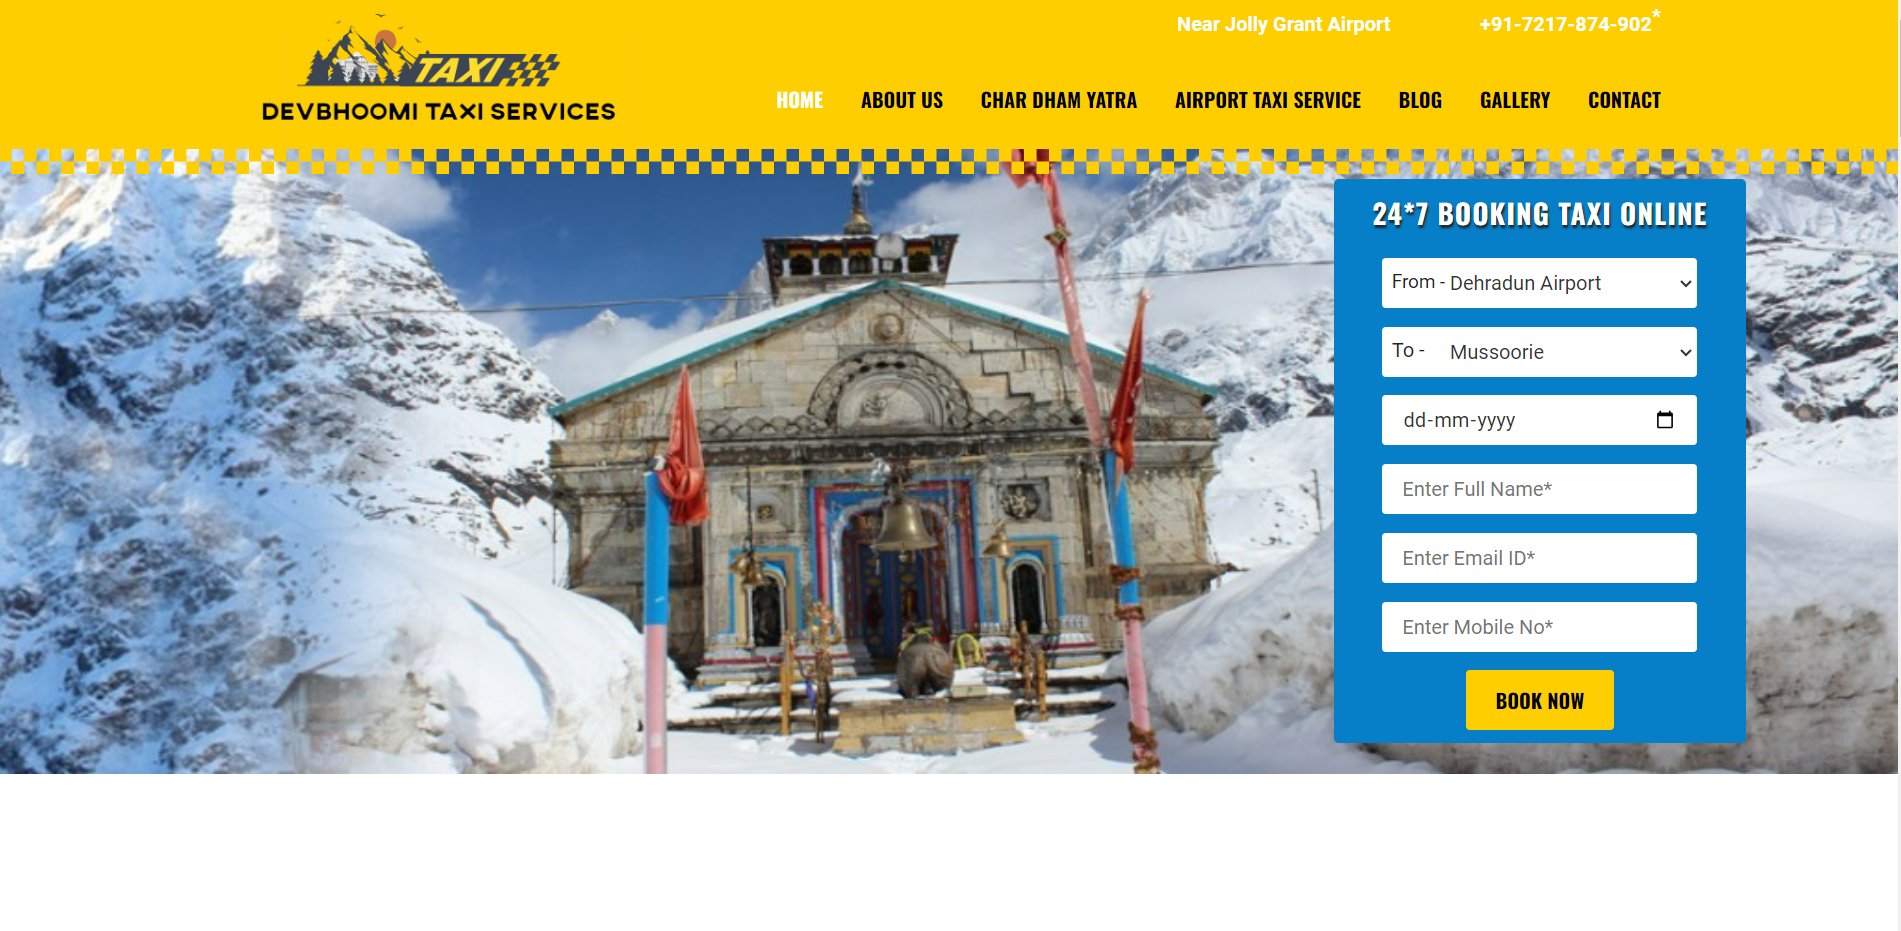 Near Jolly Grant Airport
+91-7217-874-902*
TAXI
DEVBHOOMI TAXI SERVICES
HOME ABOUT US CHAR DHAM YATRA AIRPORT TAXI SERVICE BLOG GALLERY CONTACT
24*7 BOOKING TAXI ONLINE
From - Dehradun Airport
To - Mussoorie
dd-mm-yyyy
Enter Full Name*
Enter Email ID*
Enter Mobile No*
BOOK NOW